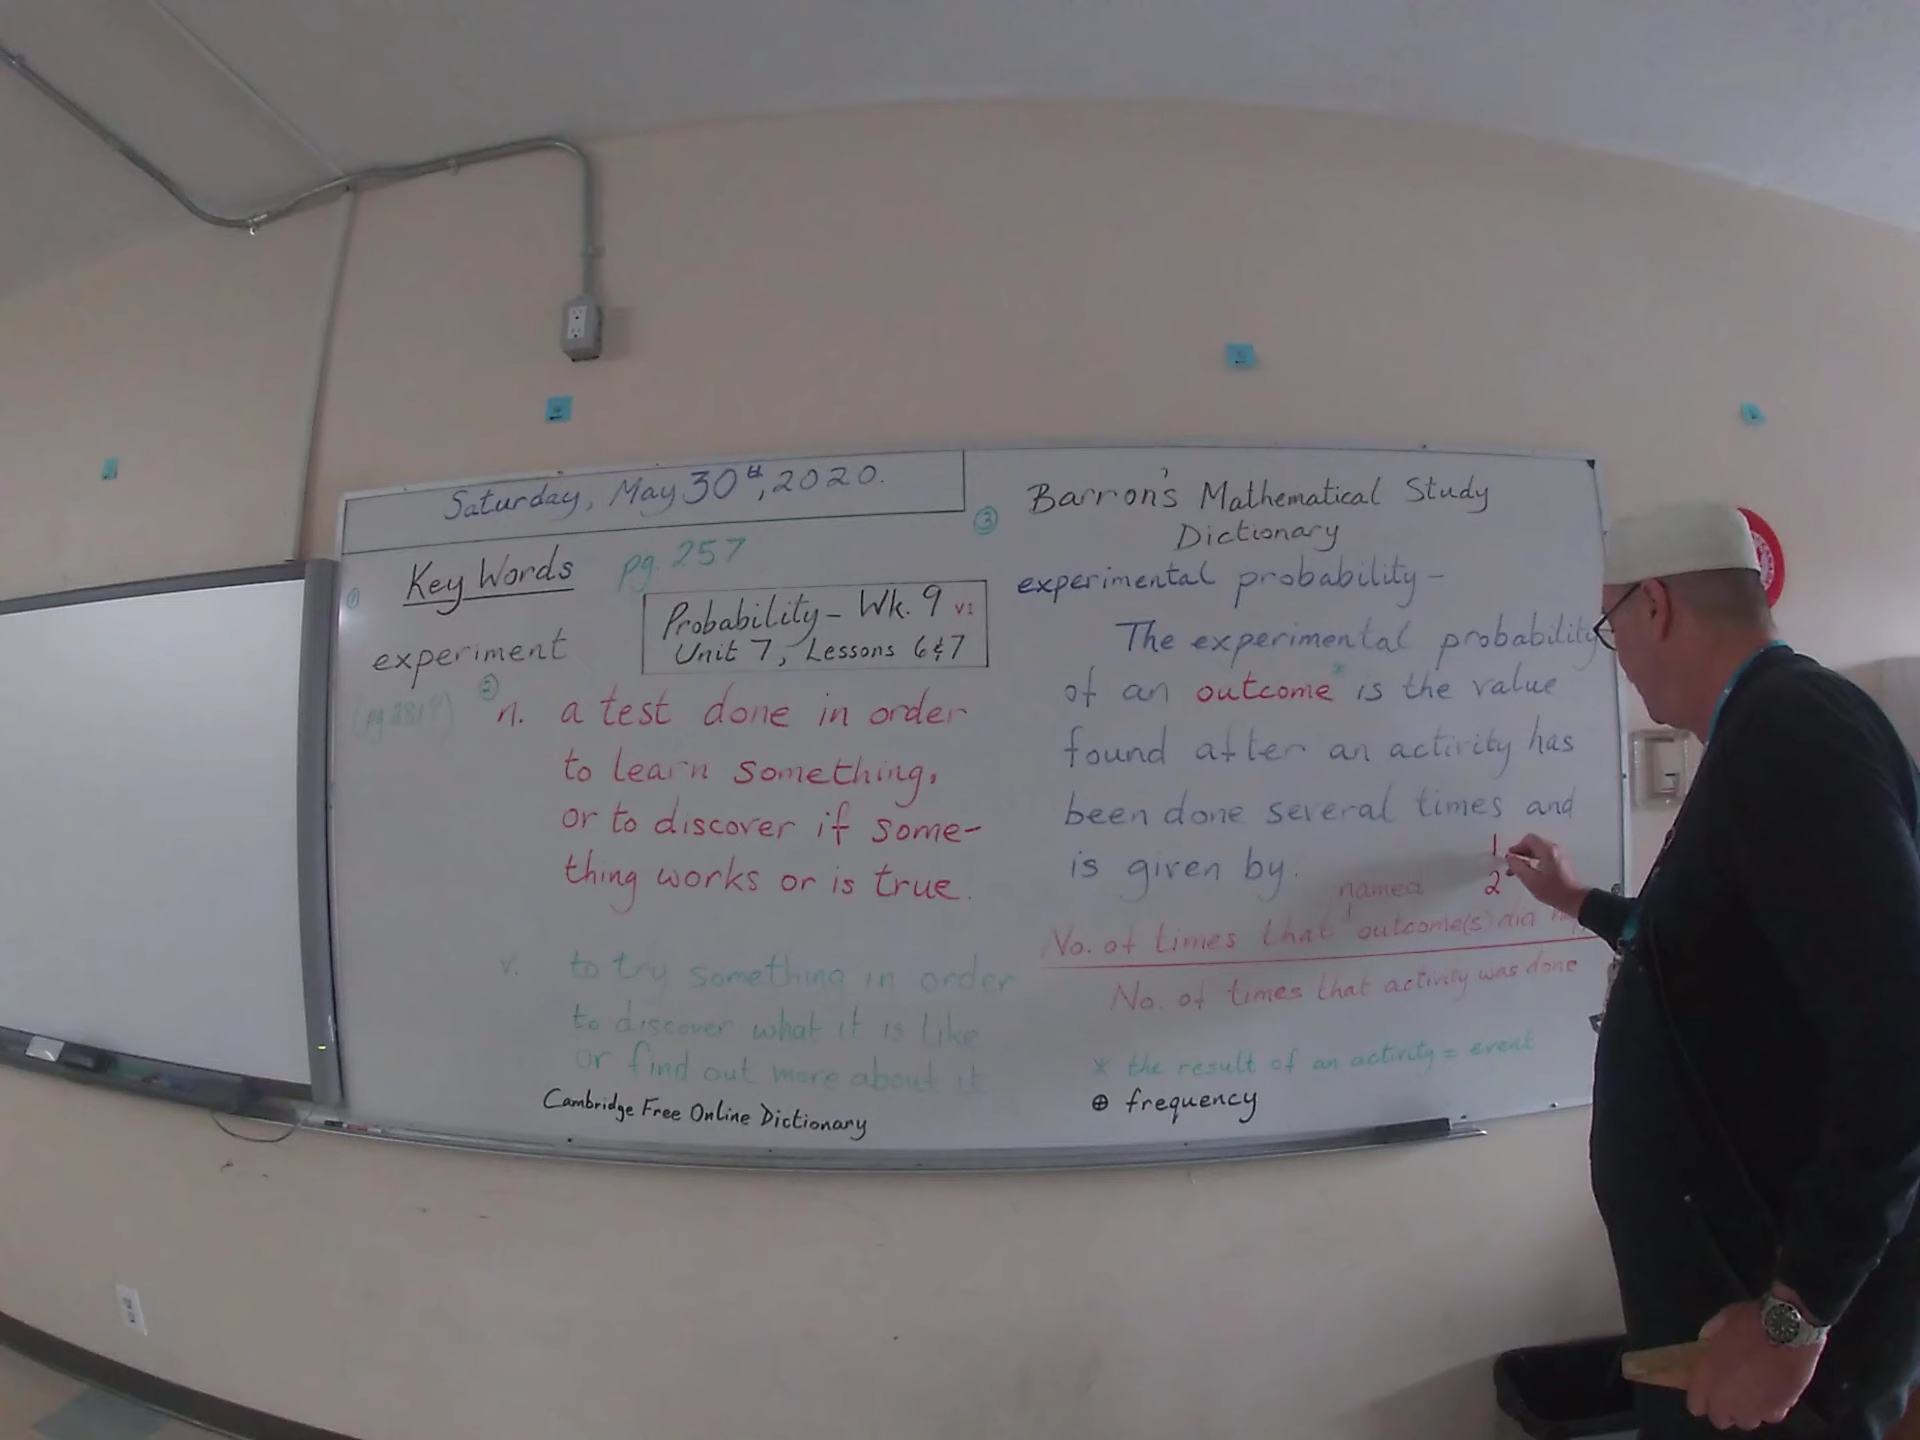 Saturday, May 30th, 2020.
① Key Words pg. 257
Probability – Wk. 9 v1
Unit 7, Lessons 6&7
experiment
② n. a test done in order
to learn something,
or to discover if some-
thing works or is true.
v. to try something in order
to discover what it is like
or find out more about it
Cambridge Free Online Dictionary
③ Barron's Mathematical Study
Dictionary
experimental probability –
The experimental probability
of an outcome* is the value
found after an activity has
been done several times and
is given by.
1
2
named
No. of times that outcome(s) did
No. of times that activity was done
* the result of an activity = event
⊕ frequency